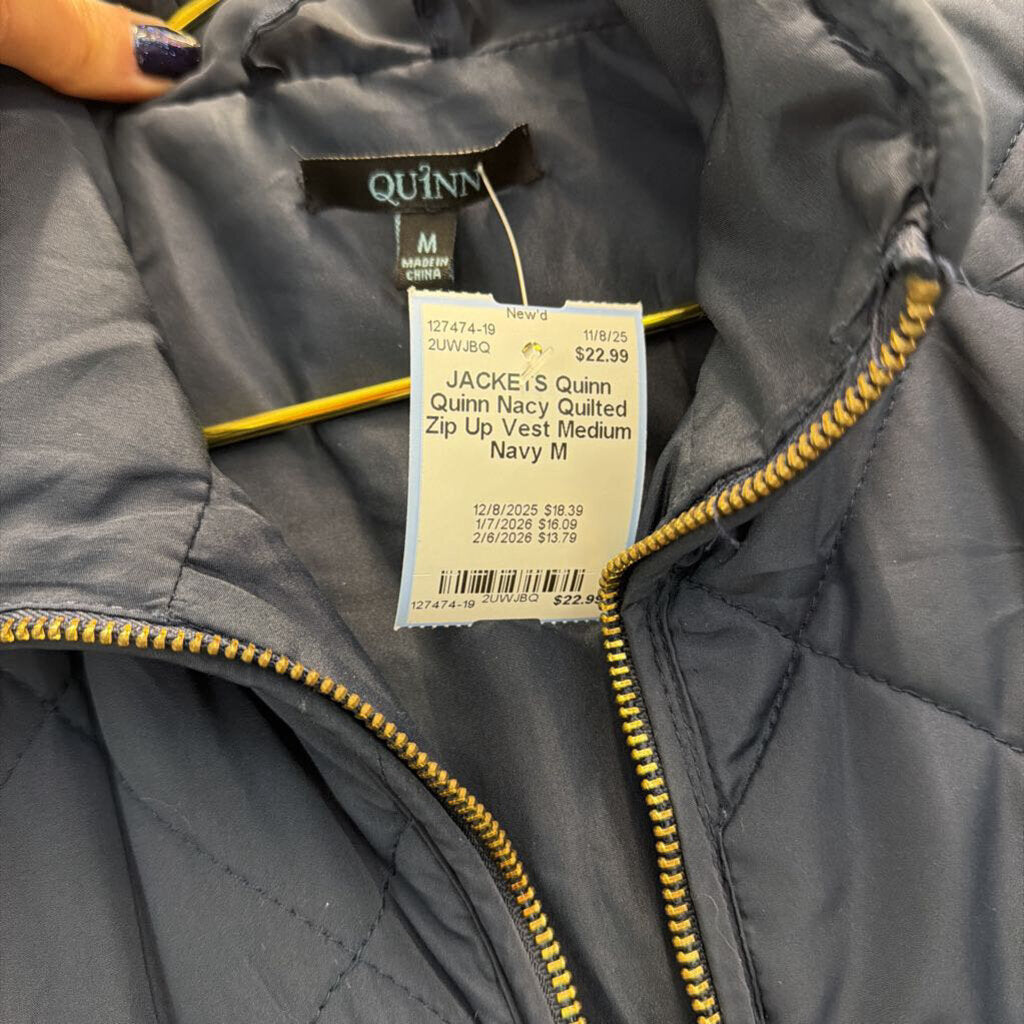 QUINN
M
MADE IN
CHINA
New'd
127474-19 11/8/25
2UWJBQ $22.99
JACKETS Quinn
Quinn Nacy Quilted
Zip Up Vest Medium
Navy M
12/8/2025 $18.39
1/7/2026 $16.09
2/6/2026 $13.79
127474-19 2UWJBQ $22.99